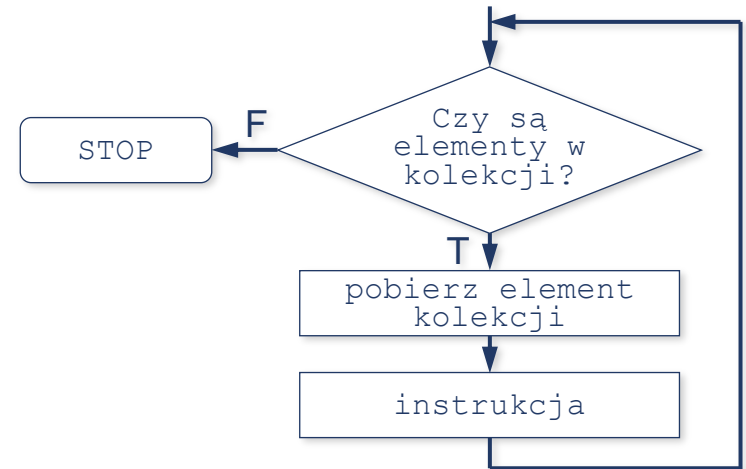 Czy są
elementy w
kolekcji?
F
STOP
T
pobierz element
kolekcji
instrukcja